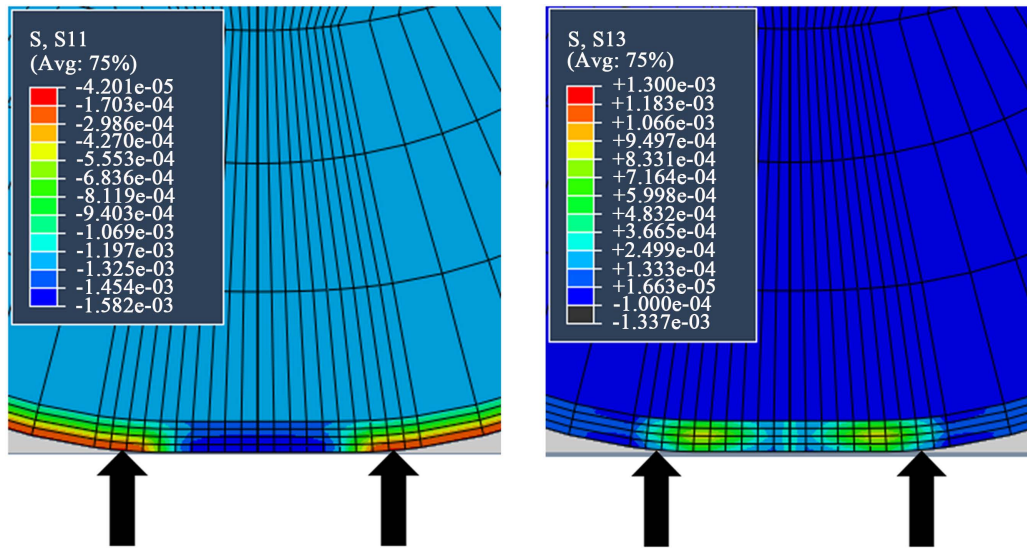 S, S11
(Avg: 75%)
-4.201e-05
-1.703e-04
-2.986e-04
-4.270e-04
-5.553e-04
-6.836e-04
-8.119e-04
-9.403e-04
-1.069e-03
-1.197e-03
-1.325e-03
-1.454e-03
-1.582e-03
S, S13
(Avg: 75%)
+1.300e-03
+1.183e-03
+1.066e-03
+9.497e-04
+8.331e-04
+7.164e-04
+5.998e-04
+4.832e-04
+3.665e-04
+2.499e-04
+1.333e-04
+1.663e-05
-1.000e-04
-1.337e-03